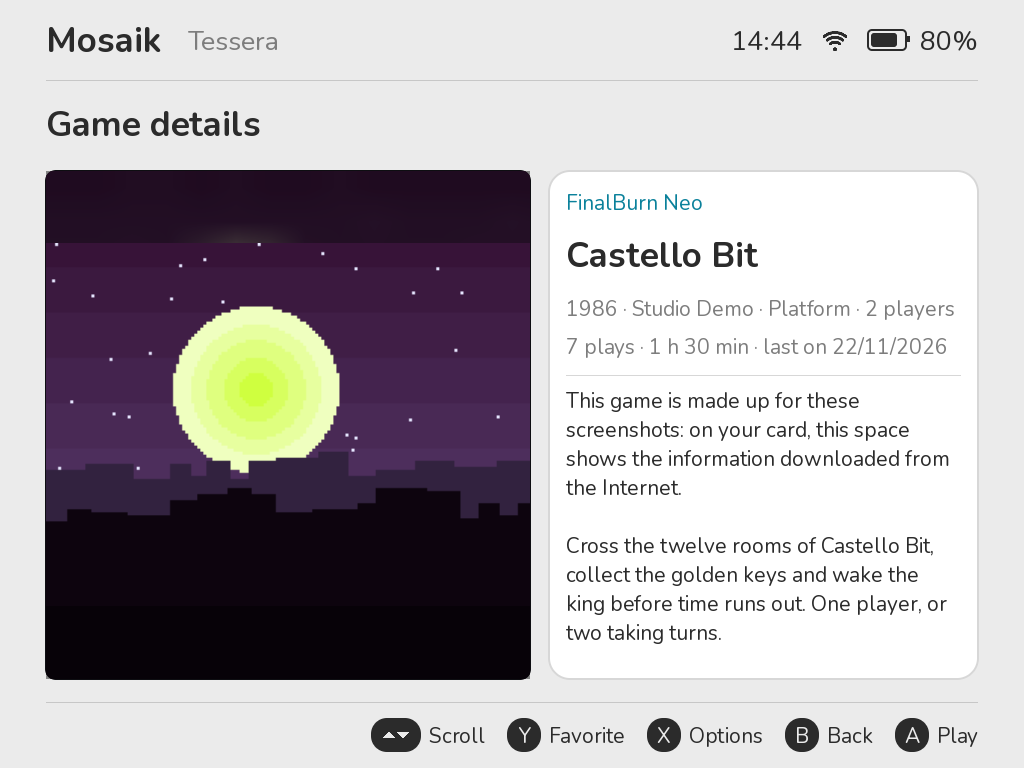 Mosaik Tessera 14:44 80%
Game details
FinalBurn Neo
Castello Bit
1986 · Studio Demo · Platform · 2 players
7 plays · 1 h 30 min · last on 22/11/2026
This game is made up for these
screenshots: on your card, this space
shows the information downloaded from
the Internet.
Cross the twelve rooms of Castello Bit,
collect the golden keys and wake the
king before time runs out. One player, or
two taking turns.
Scroll Y Favorite X Options B Back A Play